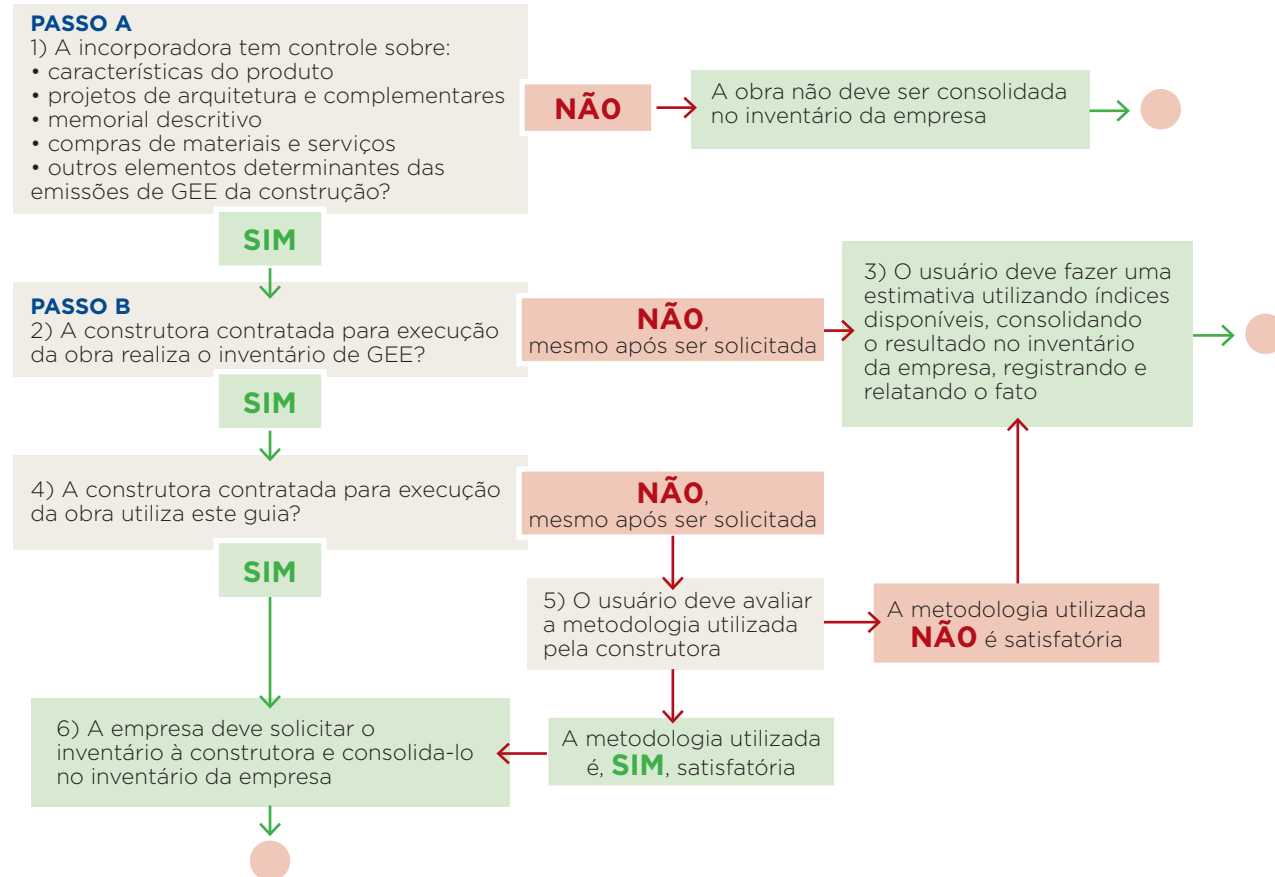 PASSO A
1) A incorporadora tem controle sobre:
• características do produto
• projetos de arquitetura e complementares
• memorial descritivo
• compras de materiais e serviços
• outros elementos determinantes das
emissões de GEE da construção?
NÃO
A obra não deve ser consolidada
no inventário da empresa
SIM
PASSO B
2) A construtora contratada para execução
da obra realiza o inventário de GEE?
NÃO,
mesmo após ser solicitada
3) O usuário deve fazer uma
estimativa utilizando índices
disponíveis, consolidando
o resultado no inventário
da empresa, registrando e
relatando o fato
SIM
4) A construtora contratada para execução
da obra utiliza este guia?
NÃO,
mesmo após ser solicitada
SIM
5) O usuário deve avaliar
a metodologia utilizada
pela construtora
A metodologia utilizada
NÃO é satisfatória
6) A empresa deve solicitar o
inventário à construtora e consolida-lo
no inventário da empresa
A metodologia utilizada
é, SIM, satisfatória